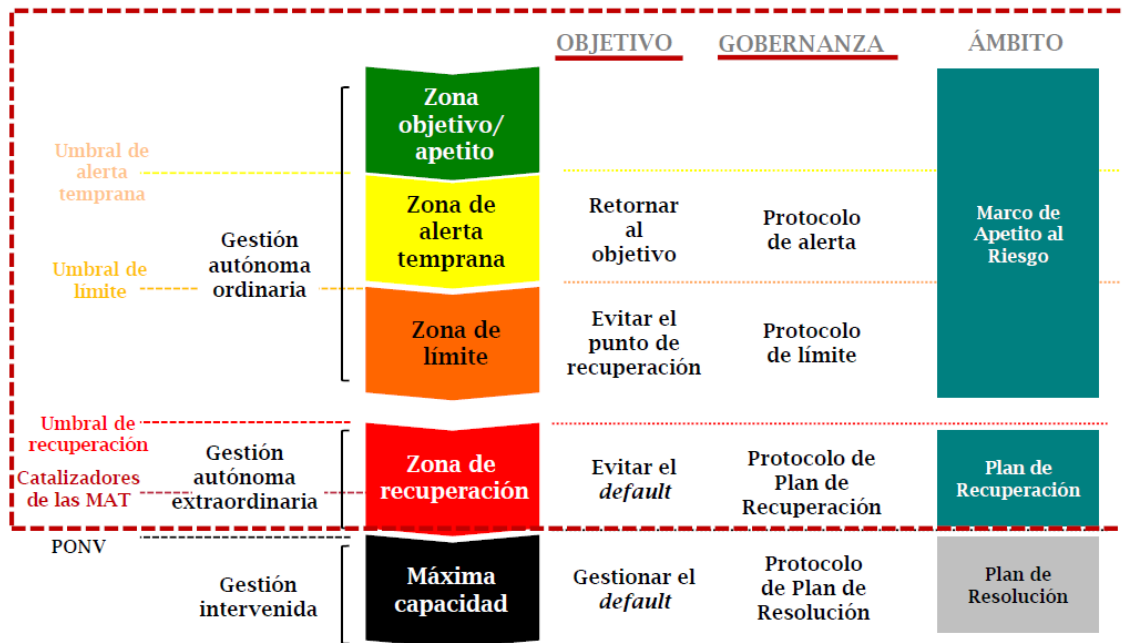 OBJETIVO
GOBERNANZA
ÁMBITO
Zona
objetivo/
apetito
Umbral de
alerta
temprana
Zona de
alerta
temprana
Retornar
al
objetivo
Protocolo
de alerta
Marco de
Apetito al
Riesgo
Gestión
autónoma
ordinaria
Umbral de
límite
Zona de
límite
Evitar el
punto de
recuperación
Protocolo
de límite
Umbral de
recuperación
Catalizadores
de las MAT
Gestión
autónoma
extraordinaria
Zona de
recuperación
Evitar el
default
Protocolo de
Plan de
Recuperación
Plan de
Recuperación
PONV
Gestión
intervenida
Máxima
capacidad
Gestionar el
default
Protocolo
de Plan de
Resolución
Plan de
Resolución